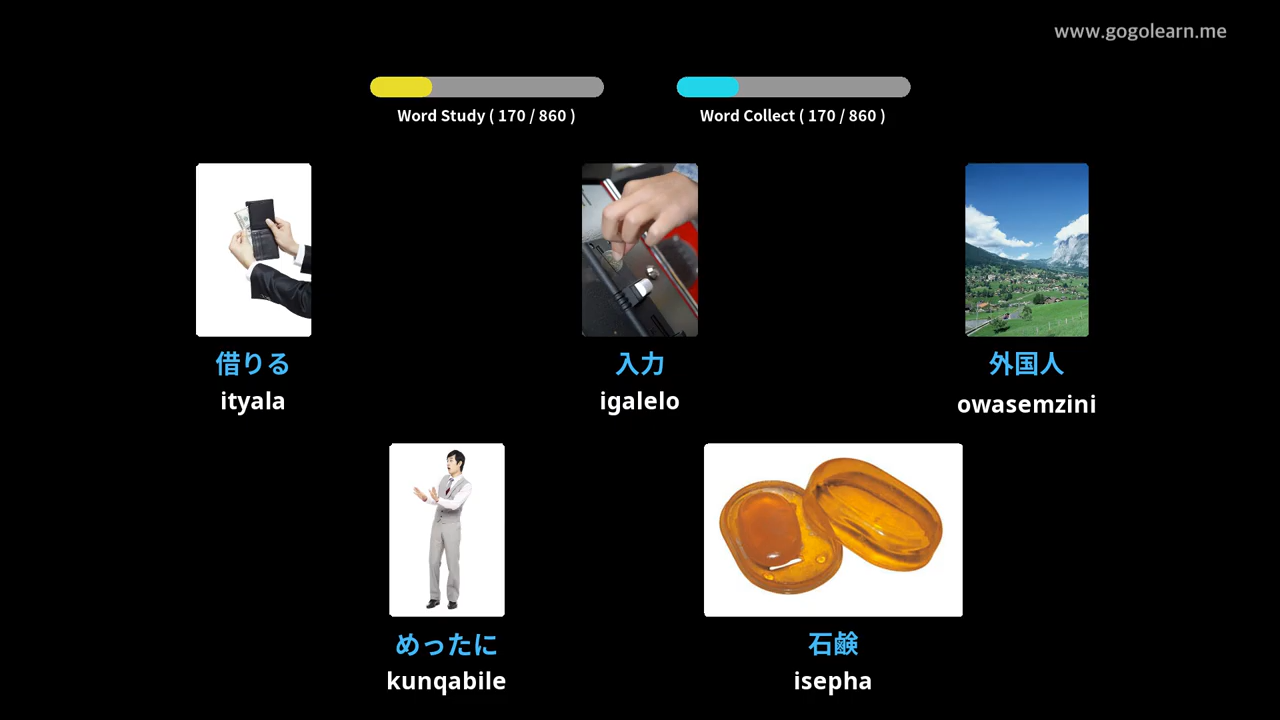 www.gogolearn.me
Word Study ( 170 / 860 )
Word Collect ( 170 / 860 )
借りる
ityala
入力
igalelo
外国人
owasemzini
めったに
kunqabile
石鹸
isepha